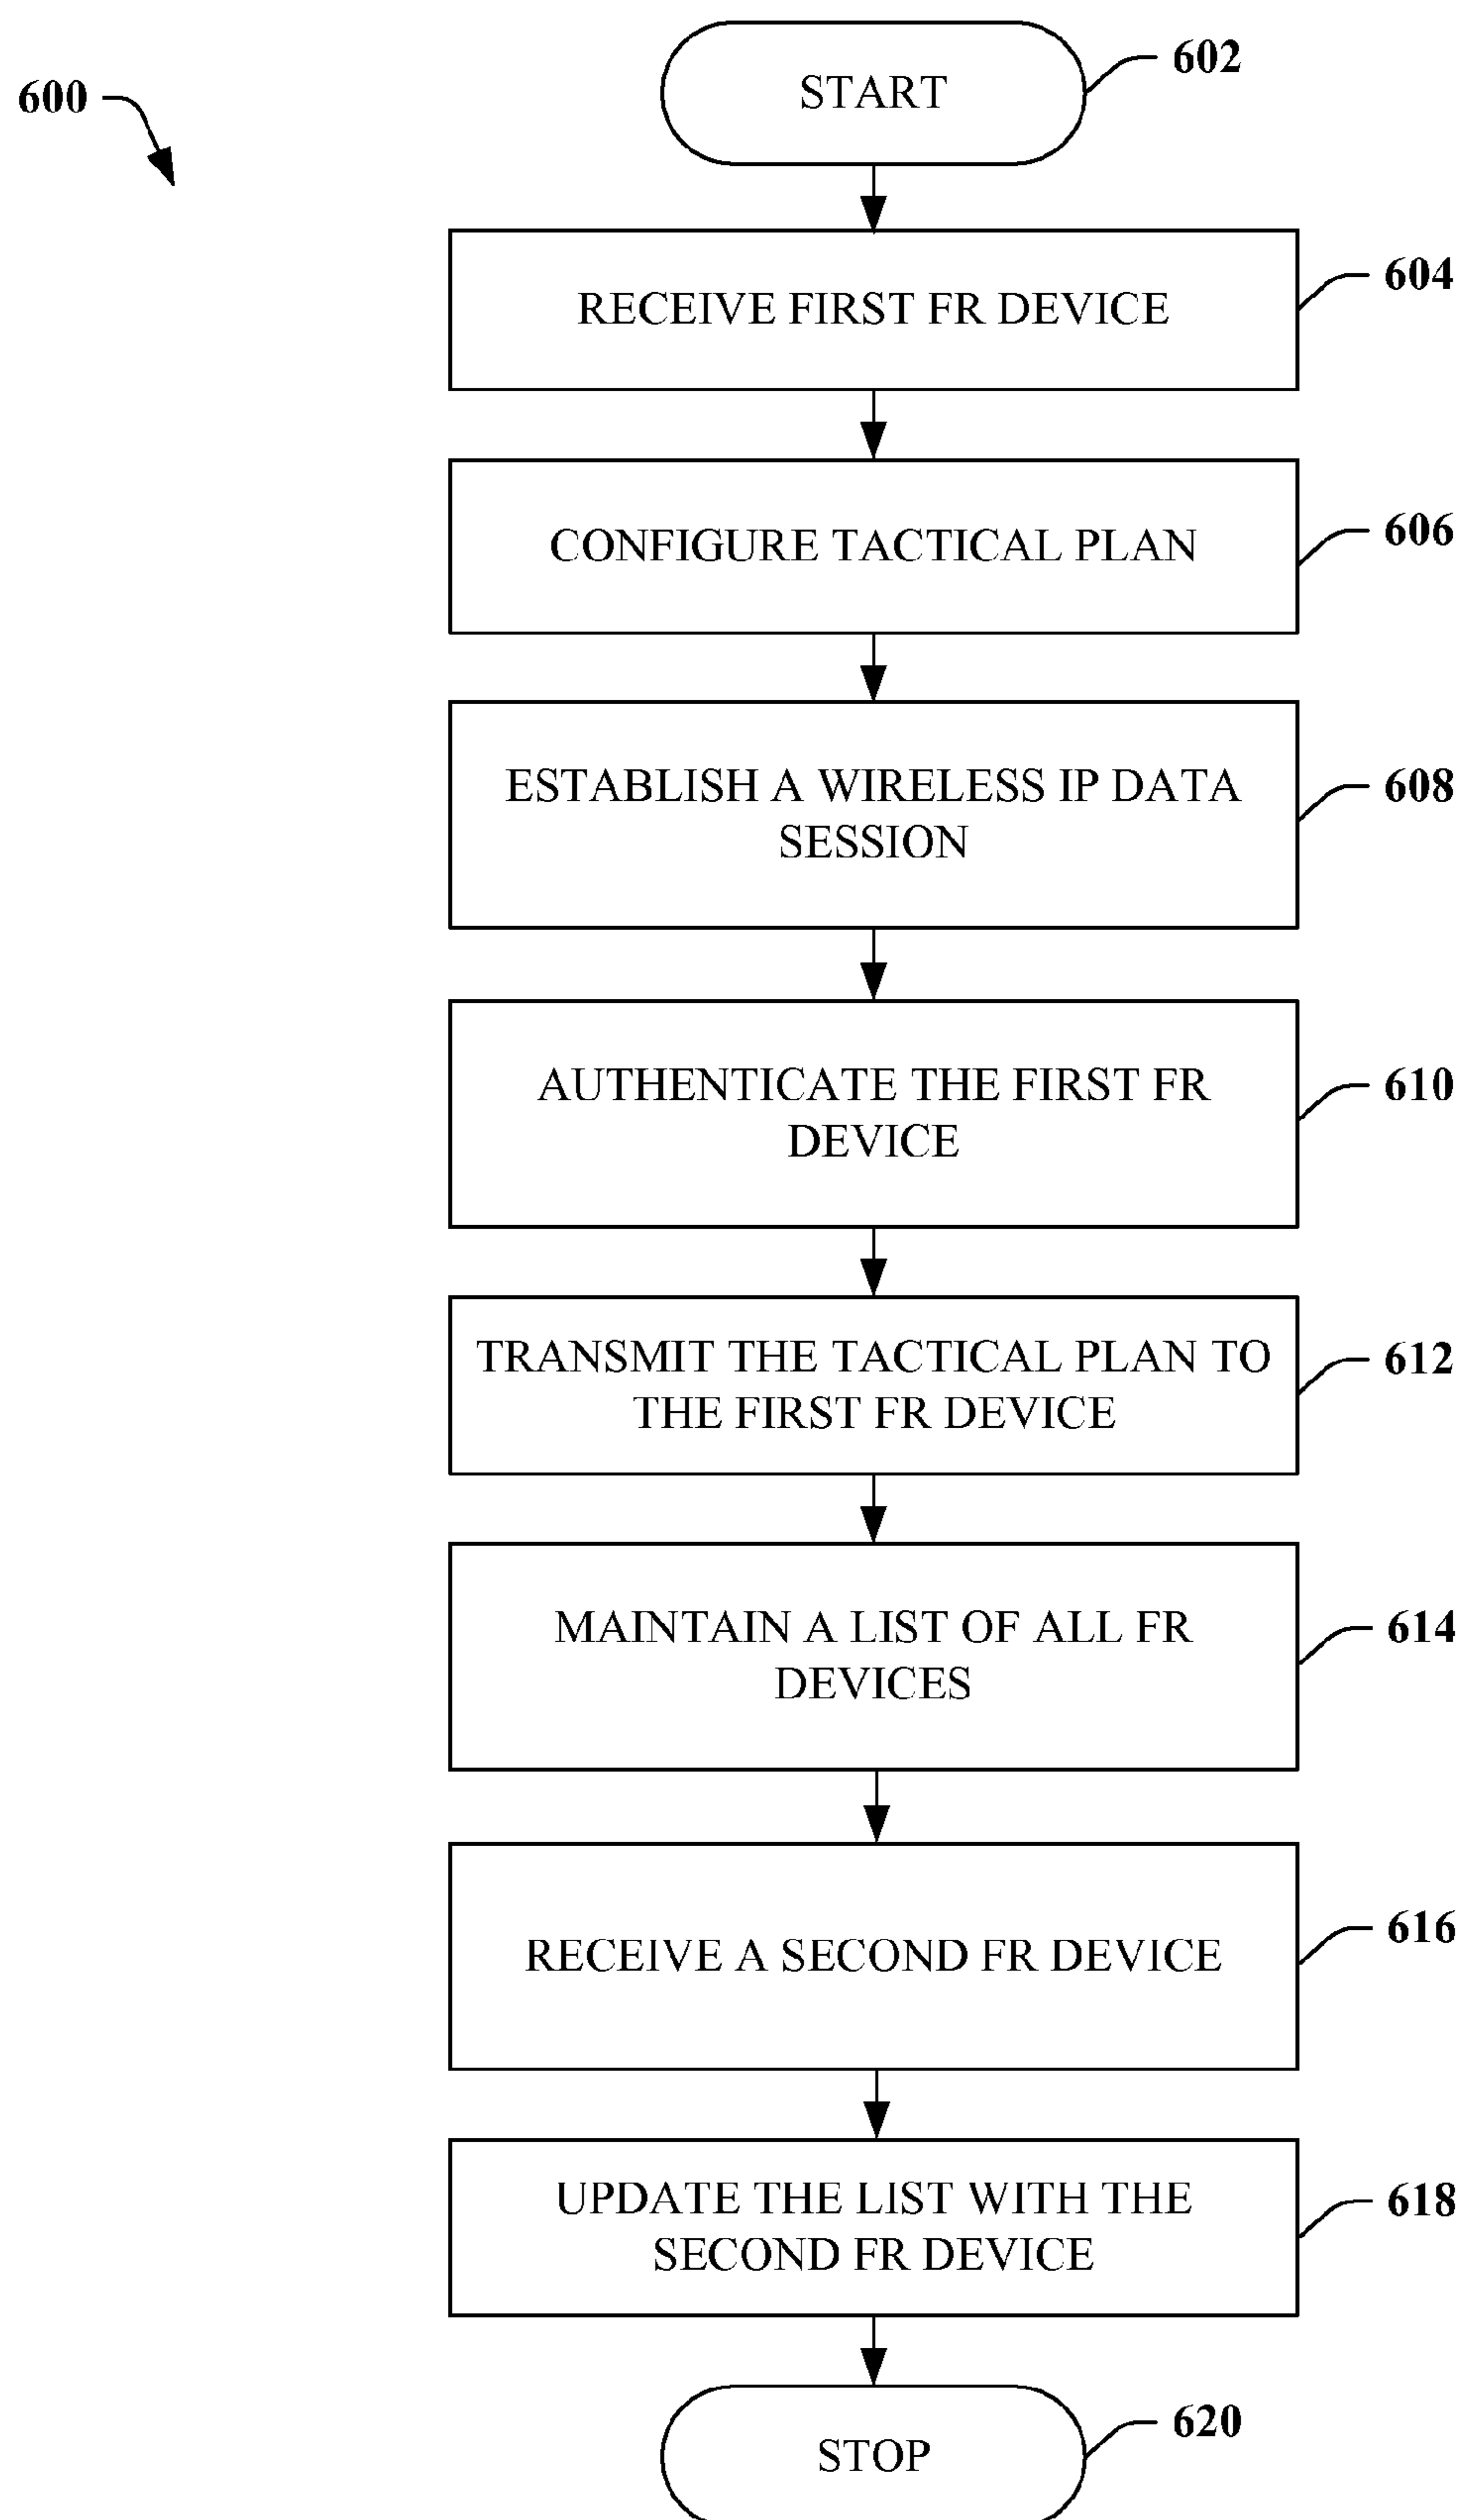 600
START
602
RECEIVE FIRST FR DEVICE
604
CONFIGURE TACTICAL PLAN
606
ESTABLISH A WIRELESS IP DATA
SESSION
608
AUTHENTICATE THE FIRST FR
DEVICE
610
TRANSMIT THE TACTICAL PLAN TO
THE FIRST FR DEVICE
612
MAINTAIN A LIST OF ALL FR
DEVICES
614
RECEIVE A SECOND FR DEVICE
616
UPDATE THE LIST WITH THE
SECOND FR DEVICE
618
STOP
620